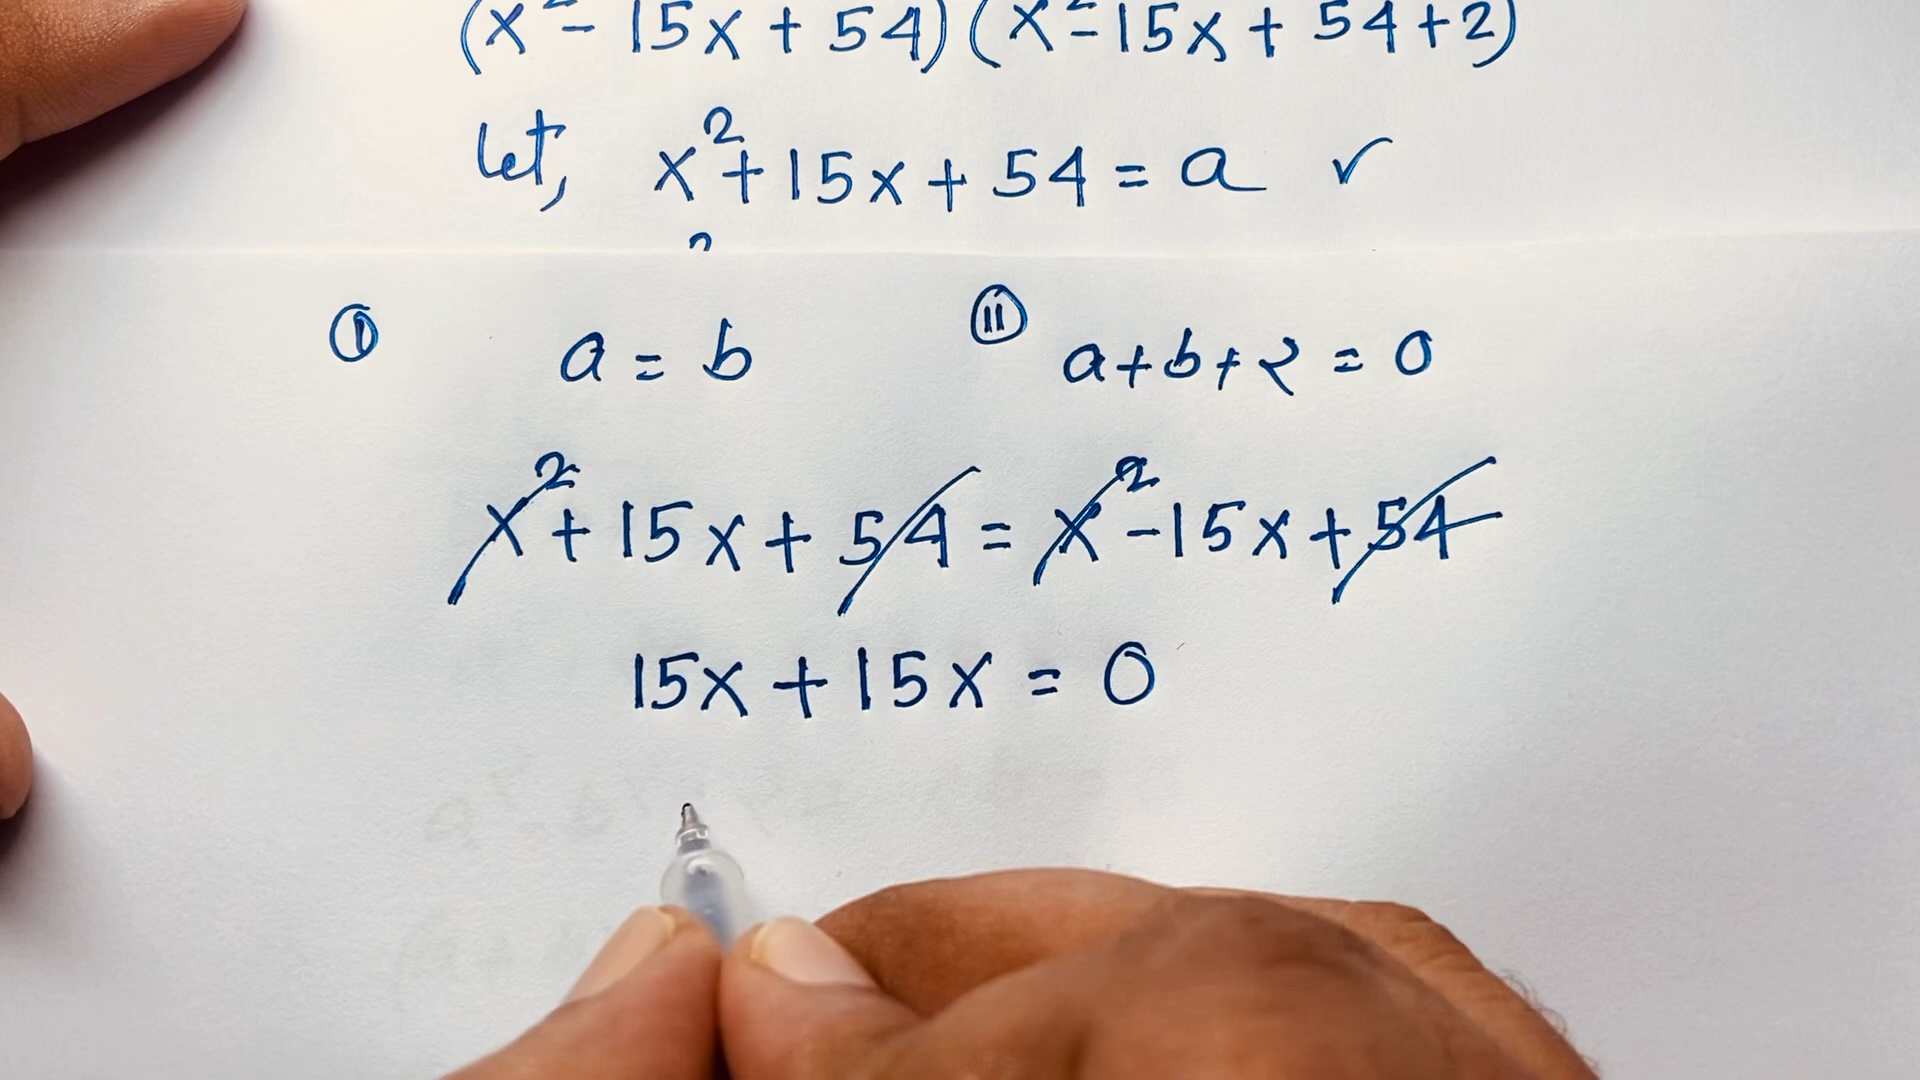 (x² - 15x + 54)(x² - 15x + 54 + 2)
Let, x² + 15x + 54 = a ✓
(i) a = b (ii) a + b + 2 = 0
x² + 15x + 54 = x² - 15x + 54
15x + 15x = 0